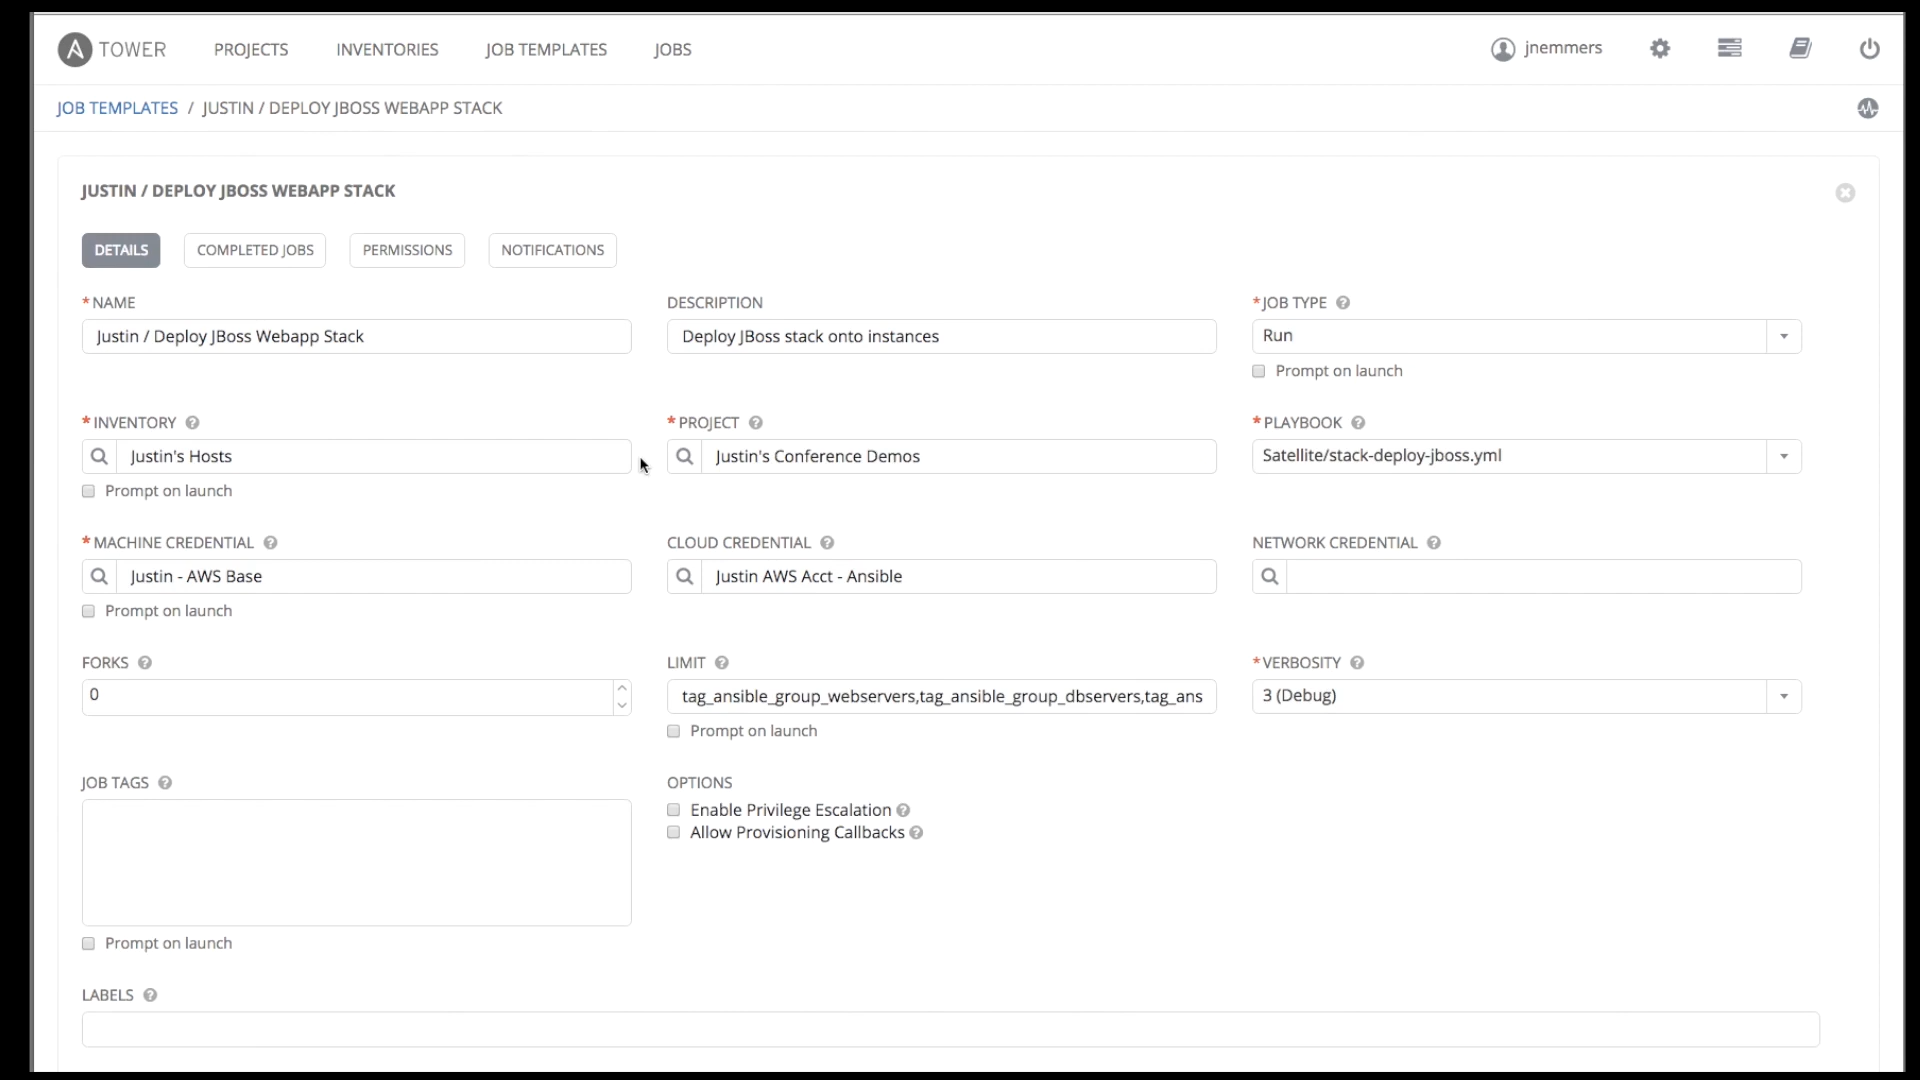 A TOWER PROJECTS INVENTORIES JOB TEMPLATES JOBS jnemmers
JOB TEMPLATES / JUSTIN / DEPLOY JBOSS WEBAPP STACK
JUSTIN / DEPLOY JBOSS WEBAPP STACK
DETAILS COMPLETED JOBS PERMISSIONS NOTIFICATIONS
* NAME DESCRIPTION * JOB TYPE ?
Justin / Deploy JBoss Webapp Stack Deploy JBoss stack onto instances Run
Prompt on launch
* INVENTORY ? * PROJECT ? * PLAYBOOK ?
Justin's Hosts Justin's Conference Demos Satellite/stack-deploy-jboss.yml
Prompt on launch
* MACHINE CREDENTIAL ? CLOUD CREDENTIAL ? NETWORK CREDENTIAL ?
Justin - AWS Base Justin AWS Acct - Ansible
Prompt on launch
FORKS ? LIMIT ? * VERBOSITY ?
0 tag_ansible_group_webservers,tag_ansible_group_dbservers,tag_ans 3 (Debug)
Prompt on launch
JOB TAGS ? OPTIONS
Enable Privilege Escalation ?
Allow Provisioning Callbacks ?
Prompt on launch
LABELS ?